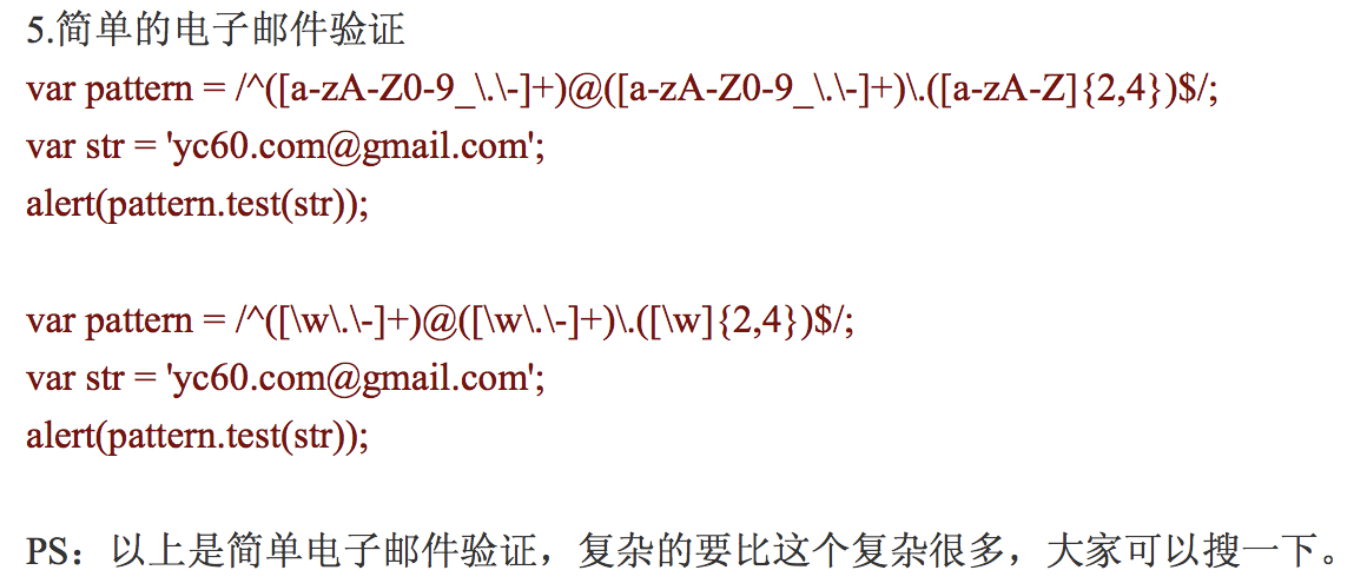 5.简单的电子邮件验证
var pattern = /^([a-zA-Z0-9_\.\-]+)@([a-zA-Z0-9_\.\-]+)\.([a-zA-Z]{2,4})$/;
var str = 'yc60.com@gmail.com';
alert(pattern.test(str));
var pattern = /^([\w\.\-]+)@([\w\.\-]+)\.([\w]{2,4})$/;
var str = 'yc60.com@gmail.com';
alert(pattern.test(str));
PS：以上是简单电子邮件验证，复杂的要比这个复杂很多，大家可以搜一下。